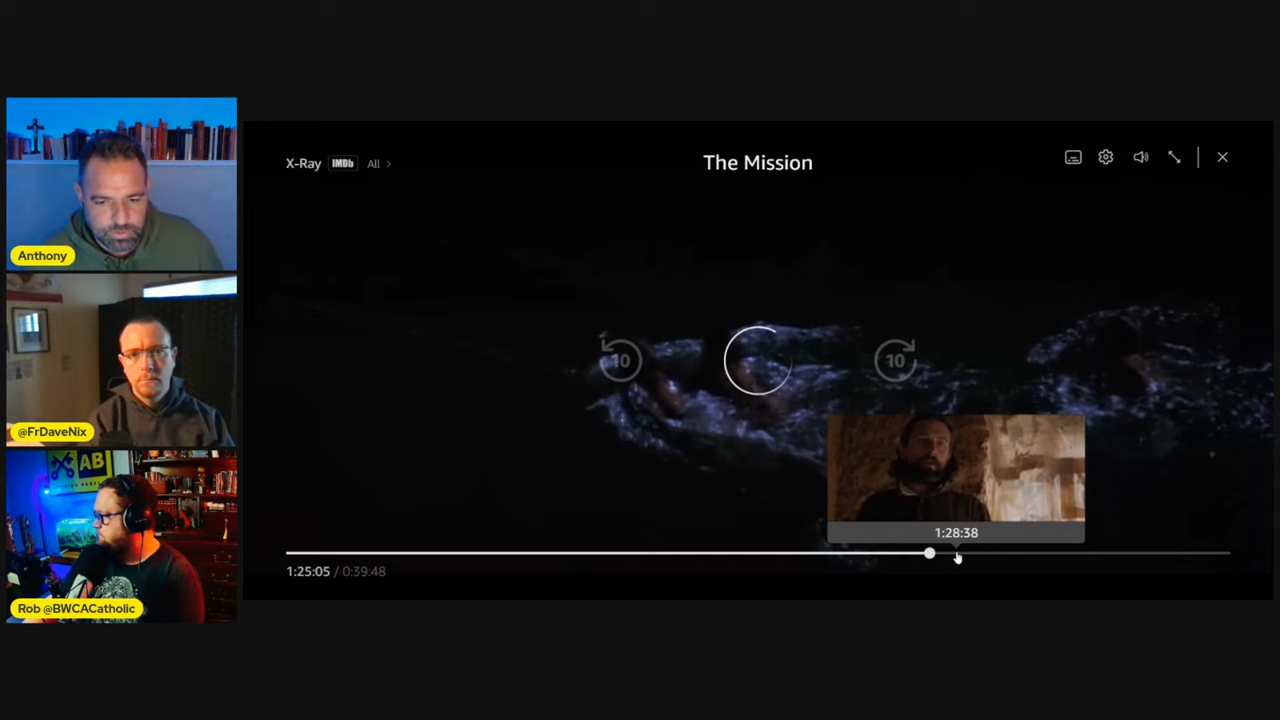 Anthony
@FrDaveNix
AB
Rob @BWCACatholic
X-Ray IMDb All >
The Mission
10
10
1:28:38
1:25:05 / 0:39:48